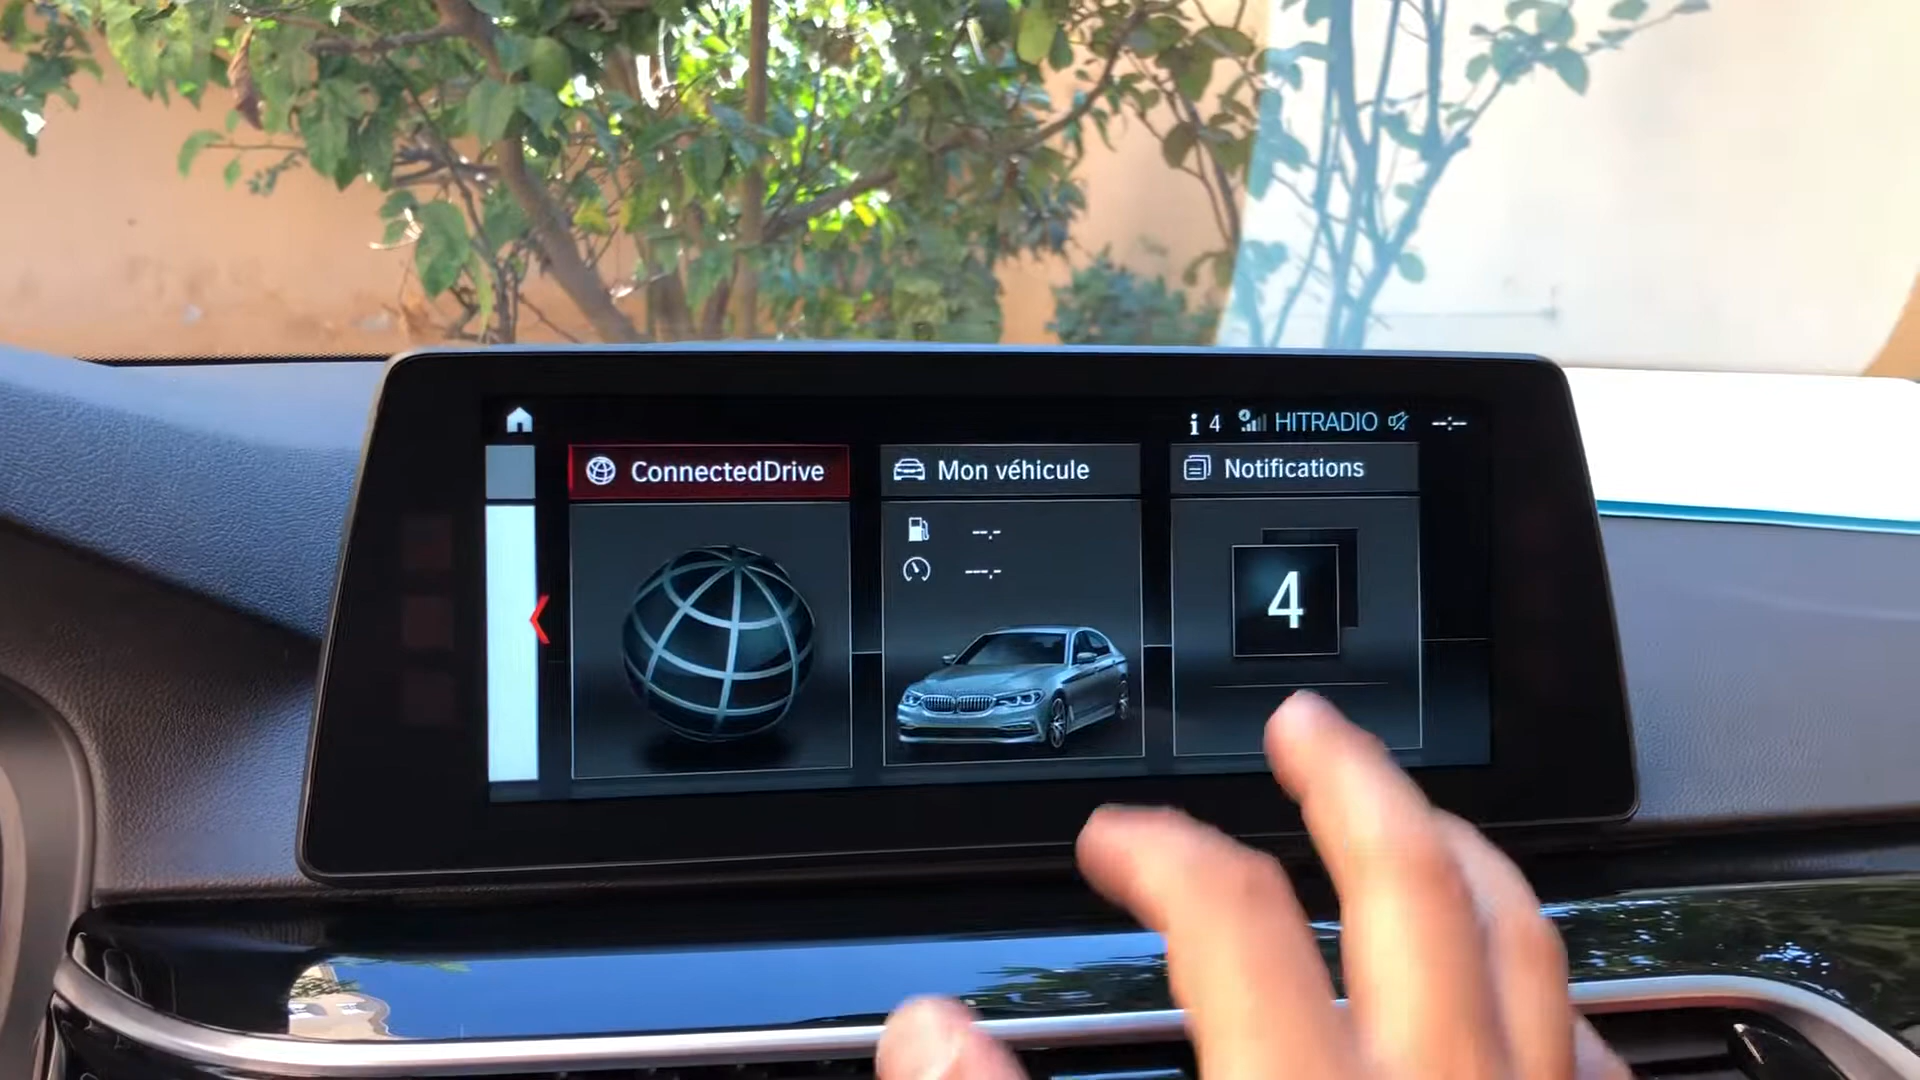 4 HITRADIO --:--
ConnectedDrive
Mon véhicule
Notifications
--.-
---.-
4